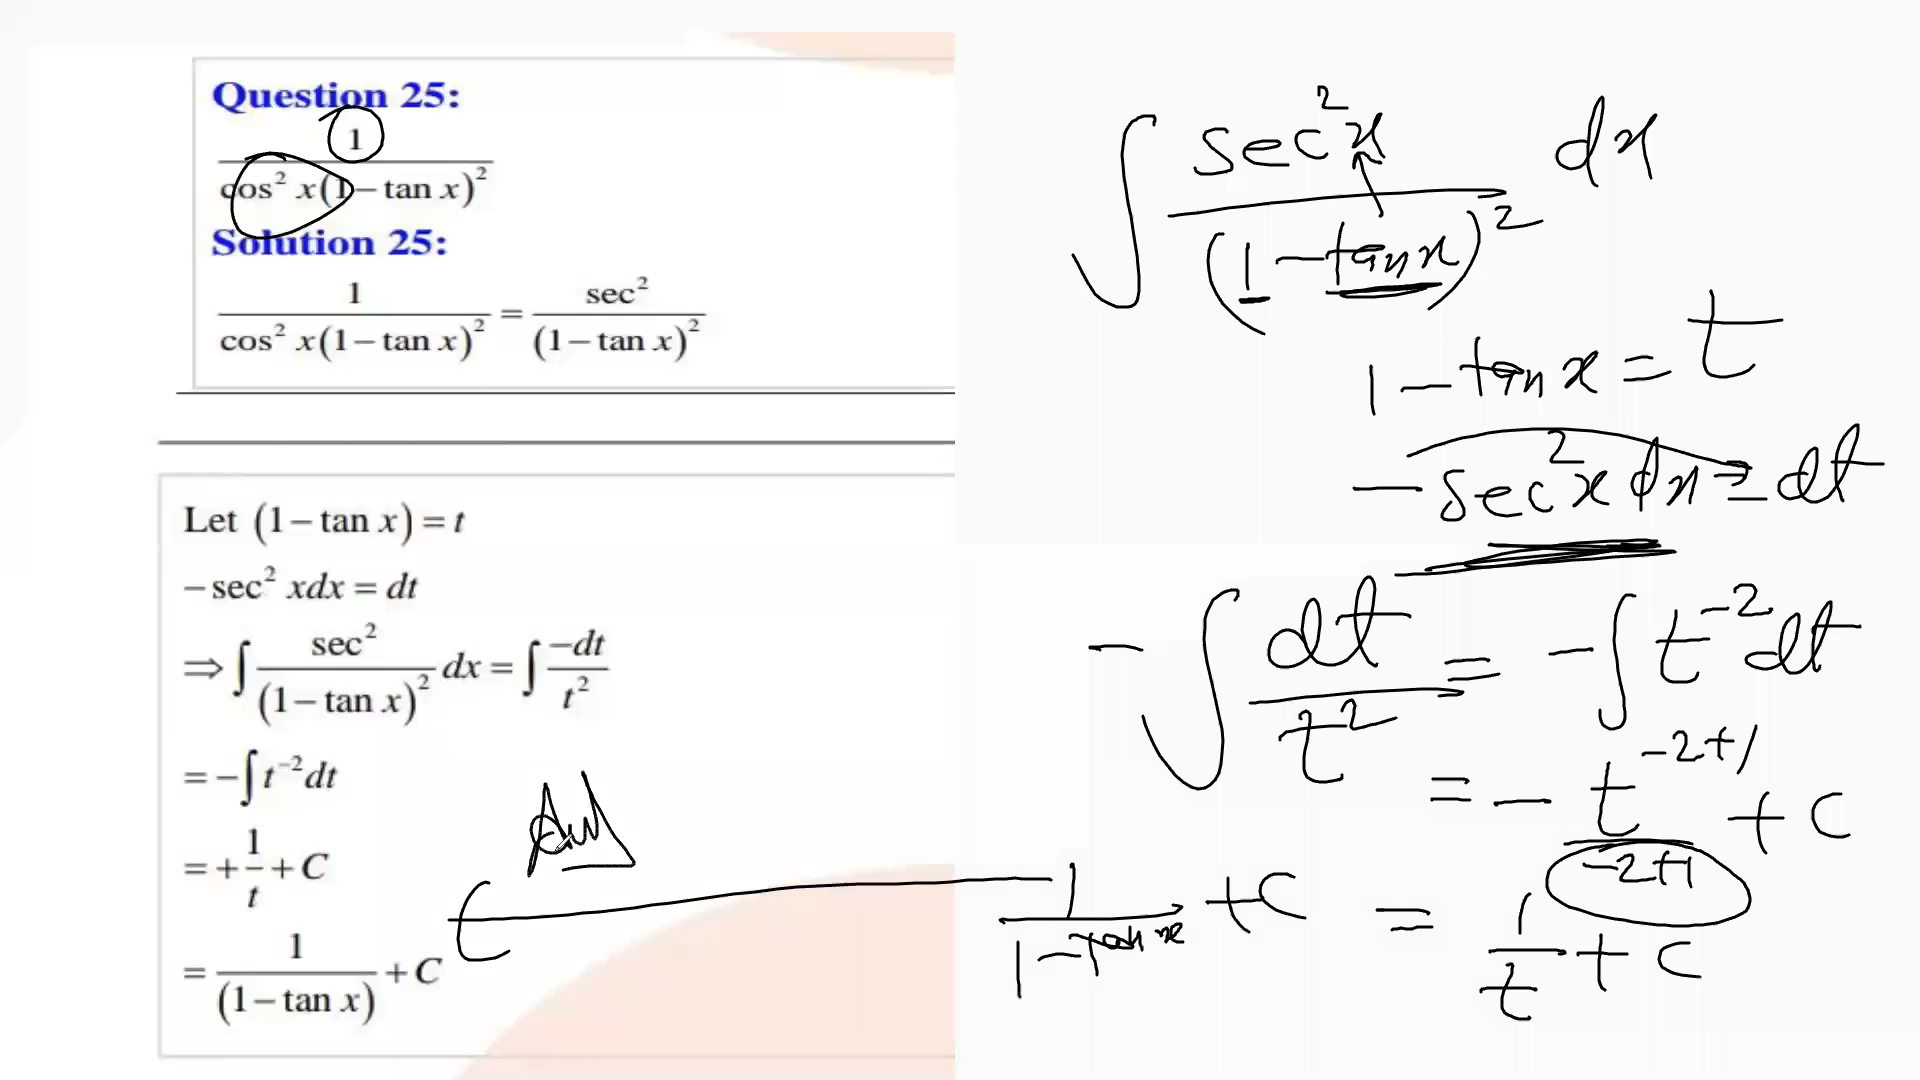 Question 25:
1
cos² x(1 – tan x)²
Solution 25:
1 / cos² x(1 – tan x)² = sec² / (1 – tan x)²
Let (1 – tan x) = t
– sec² xdx = dt
⇒ ∫ sec² / (1 – tan x)² dx = ∫ –dt / t²
= –∫ t⁻² dt
= + 1/t + C
= 1 / (1 – tan x) + C
∫ sec² x / (1 – tan x)² dx
1 – tan x = t
– sec² x dx = dt
– ∫ dt / t² = – ∫ t⁻² dt
= – t⁻²⁺¹ / –2+1 + C
1 / 1 – tan x + C = 1/t + C